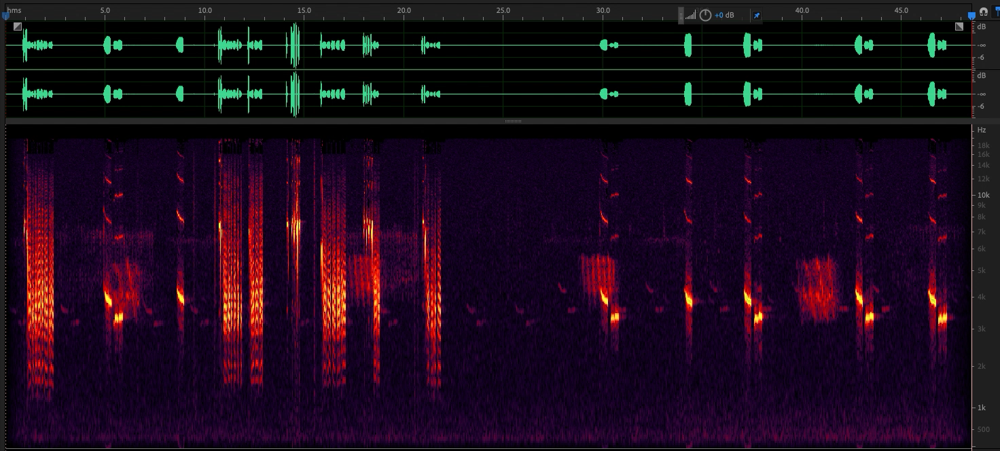 hms 5.0 10.0 15.0 20.0 25.0 30.0 +0 dB 40.0 45.0
dB
-∞
-6
dB
-∞
-6
Hz
18k
16k
14k
12k
10k
9k
8k
7k
6k
5k
4k
3k
2k
1k
500